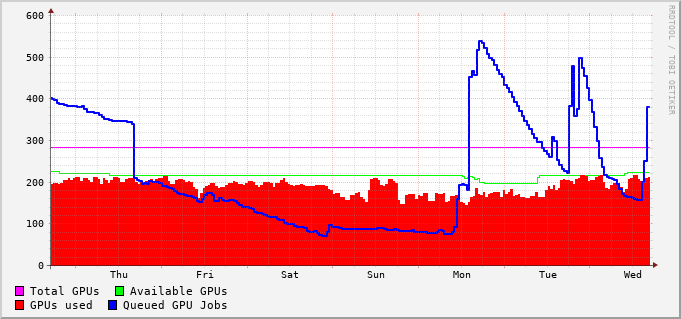 600
500
400
300
200
100
0
Thu Fri Sat Sun Mon Tue Wed
Total GPUs Available GPUs
GPUs used Queued GPU Jobs
RRDTOOL / TOBI OETIKER